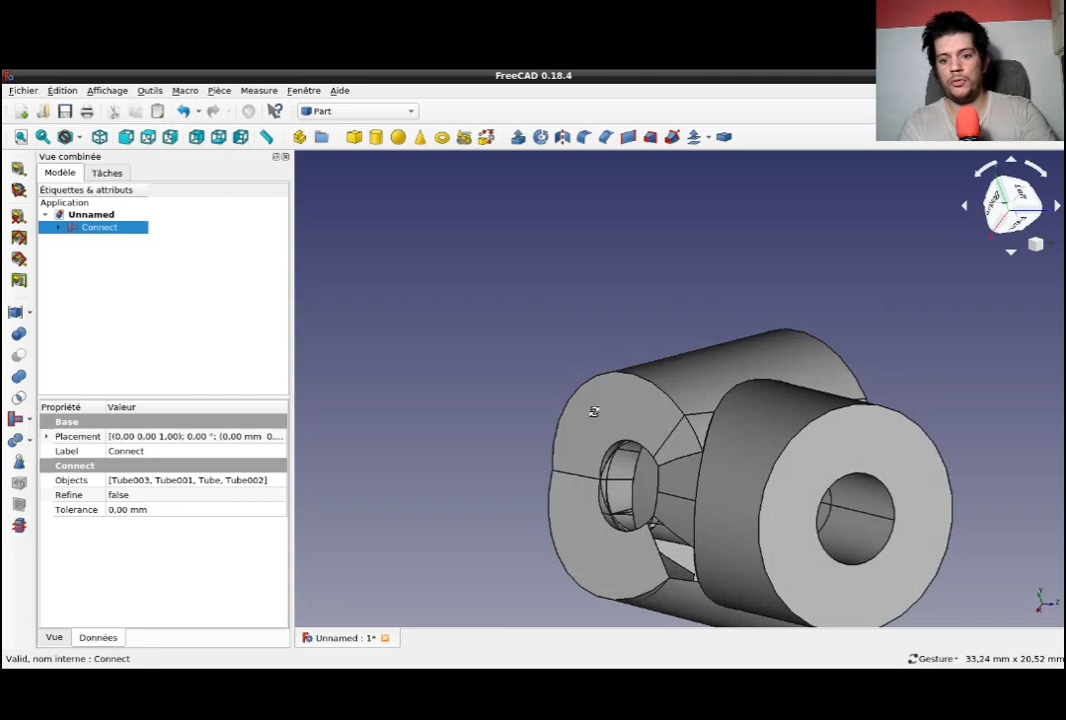 FreeCAD 0.18.4
Fichier Édition Affichage Outils Macro Pièce Measure Fenêtre Aide
Part
Vue combinée
Modèle Tâches
Étiquettes & attributs
Application
Unnamed
Connect
Left
Propriété Valeur
Base
Placement [(0,00 0,00 1,00); 0,00 °; (0,00 mm 0....
Label Connect
Connect
Objects [Tube003, Tube001, Tube, Tube002]
Refine false
Tolerance 0,00 mm
Vue Données
Unnamed : 1*
Valid, nom interne : Connect
Gesture 33,24 mm x 20,52 mm